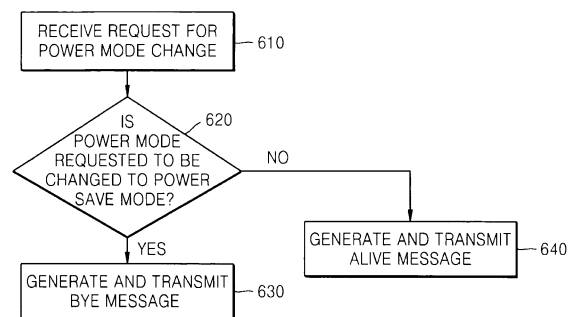 RECEIVE REQUEST FOR
POWER MODE CHANGE
610
IS
POWER MODE
REQUESTED TO BE
CHANGED TO POWER
SAVE MODE?
620
NO
YES
GENERATE AND TRANSMIT
ALIVE MESSAGE
640
GENERATE AND TRANSMIT
BYE MESSAGE
630